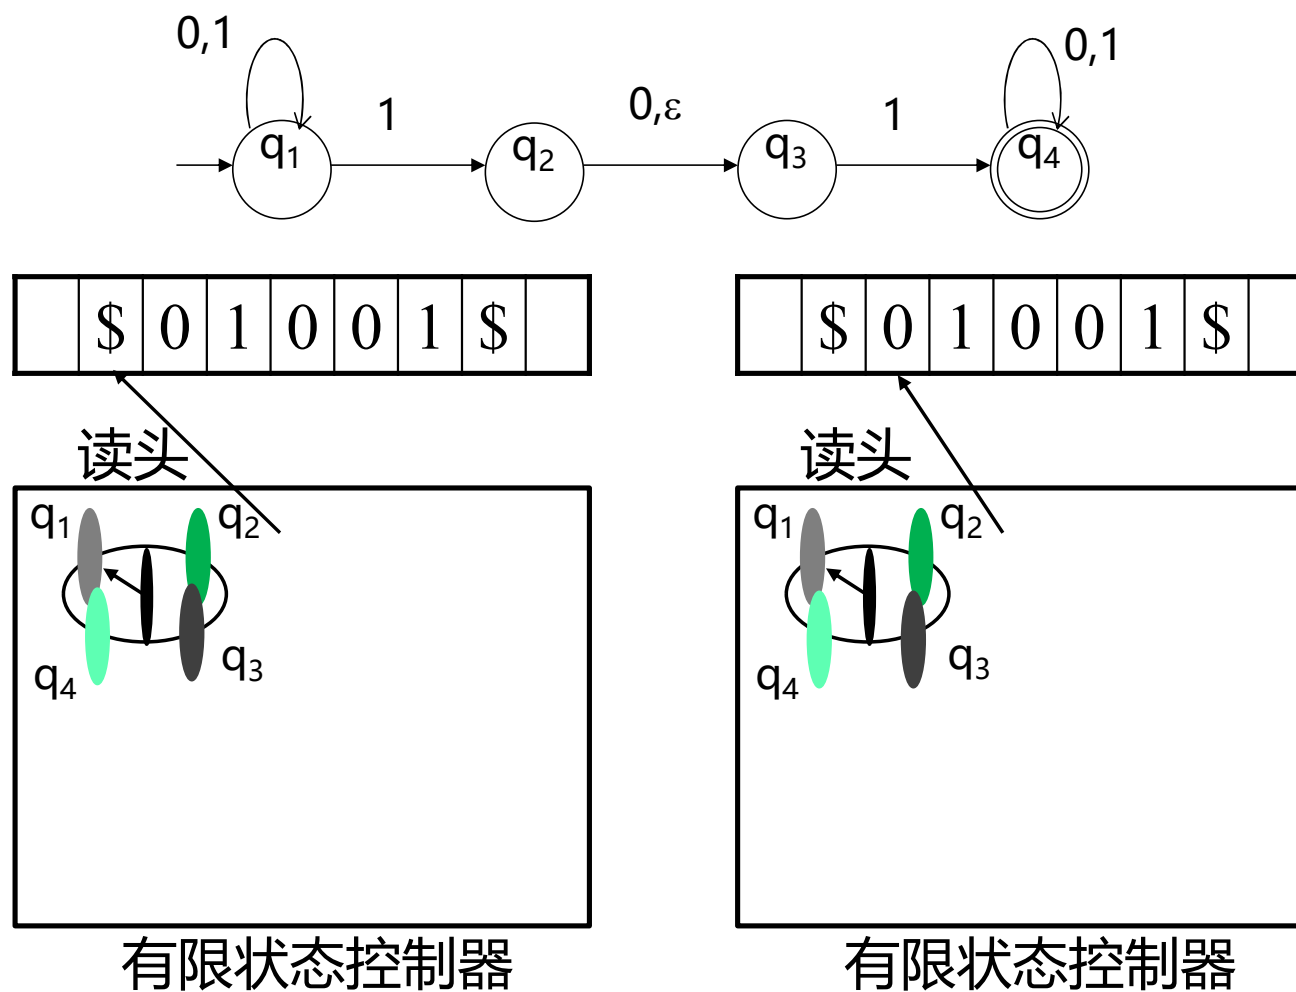 0,1 1 0,ε 1 0,1
q1 q2 q3 q4
$ 0 1 0 0 1 $
$ 0 1 0 0 1 $
读头
读头
q1 q2
q4 q3
q1 q2
q4 q3
有限状态控制器
有限状态控制器